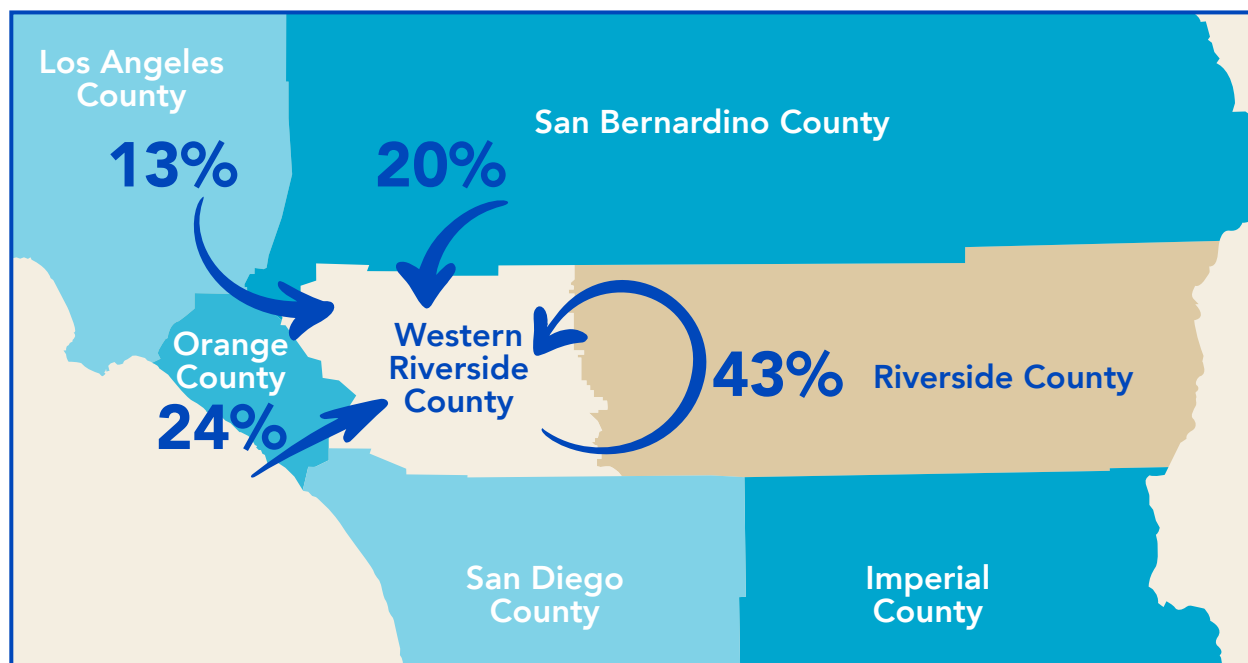 Los Angeles
County
13%
San Bernardino County
20%
Orange
County
24%
Western
Riverside
County
43%
Riverside County
San Diego
County
Imperial
County